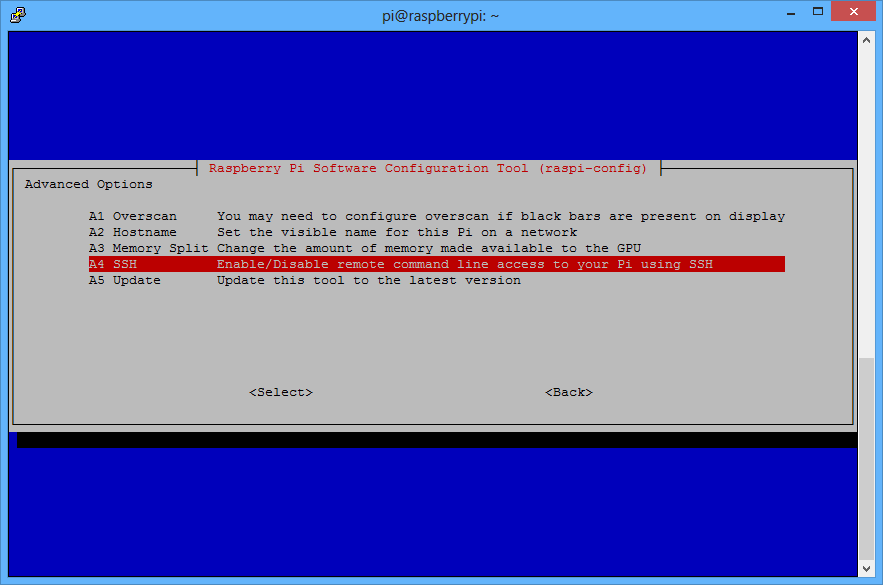 pi@raspberrypi: ~
Raspberry Pi Software Configuration Tool (raspi-config)
Advanced Options
A1 Overscan You may need to configure overscan if black bars are present on display
A2 Hostname Set the visible name for this Pi on a network
A3 Memory Split Change the amount of memory made available to the GPU
A4 SSH Enable/Disable remote command line access to your Pi using SSH
A5 Update Update this tool to the latest version
<Select> <Back>